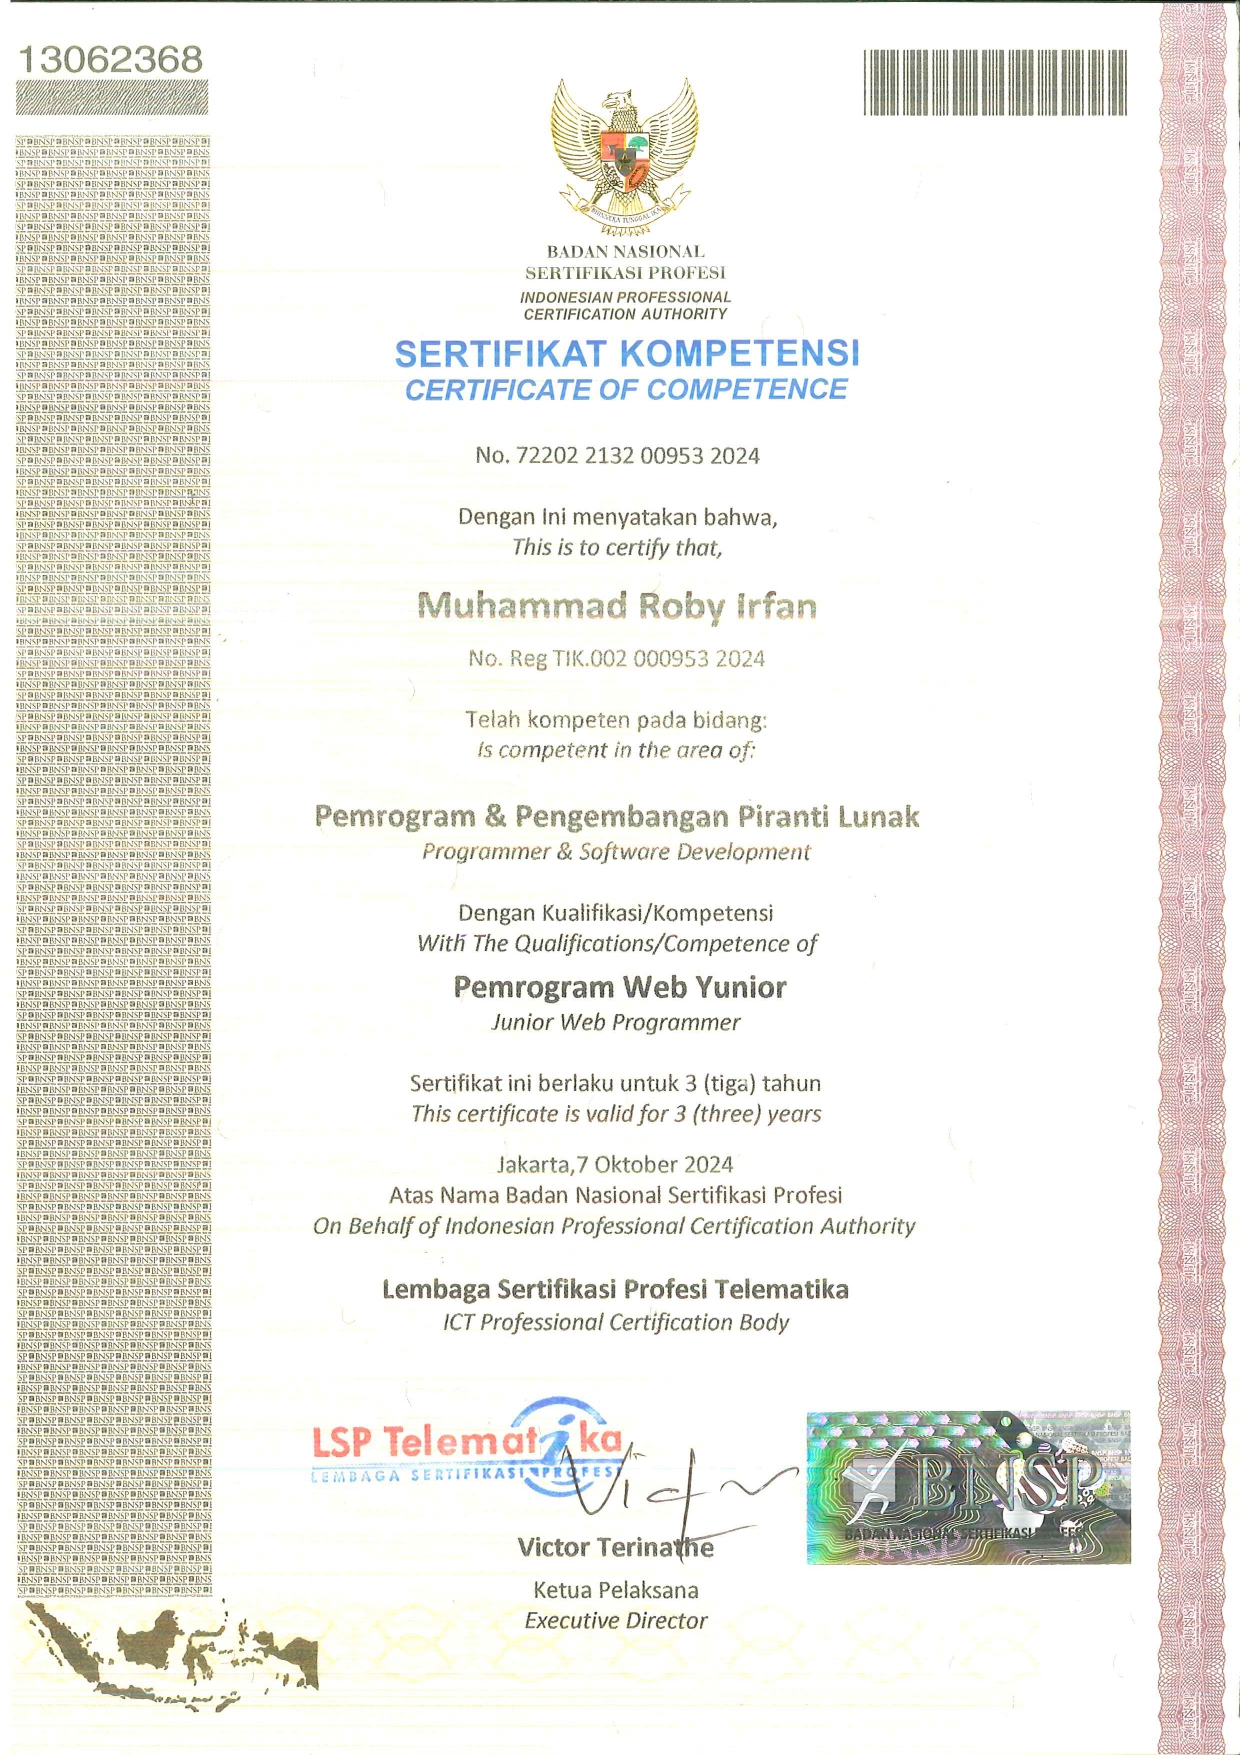 13062368
BHINNEKA TUNGGAL IKA
BADAN NASIONAL
SERTIFIKASI PROFESI
INDONESIAN PROFESSIONAL
CERTIFICATION AUTHORITY
SERTIFIKAT KOMPETENSI
CERTIFICATE OF COMPETENCE
No. 72202 2132 00953 2024
Dengan Ini menyatakan bahwa,
This is to certify that,
Muhammad Roby Irfan
No. Reg TIK.002 000953 2024
Telah kompeten pada bidang:
Is competent in the area of:
Pemrogram & Pengembangan Piranti Lunak
Programmer & Software Development
Dengan Kualifikasi/Kompetensi
With The Qualifications/Competence of
Pemrogram Web Yunior
Junior Web Programmer
Sertifikat ini berlaku untuk 3 (tiga) tahun
This certificate is valid for 3 (three) years
Jakarta,7 Oktober 2024
Atas Nama Badan Nasional Sertifikasi Profesi
On Behalf of Indonesian Professional Certification Authority
Lembaga Sertifikasi Profesi Telematika
ICT Professional Certification Body
LSP Telematika
LEMBAGA SERTIFIKASI PROFESI
BNSP
BADAN NASIONAL SERTIFIKASI PROFESI
BNSP
Victor Terinathe
Ketua Pelaksana
Executive Director